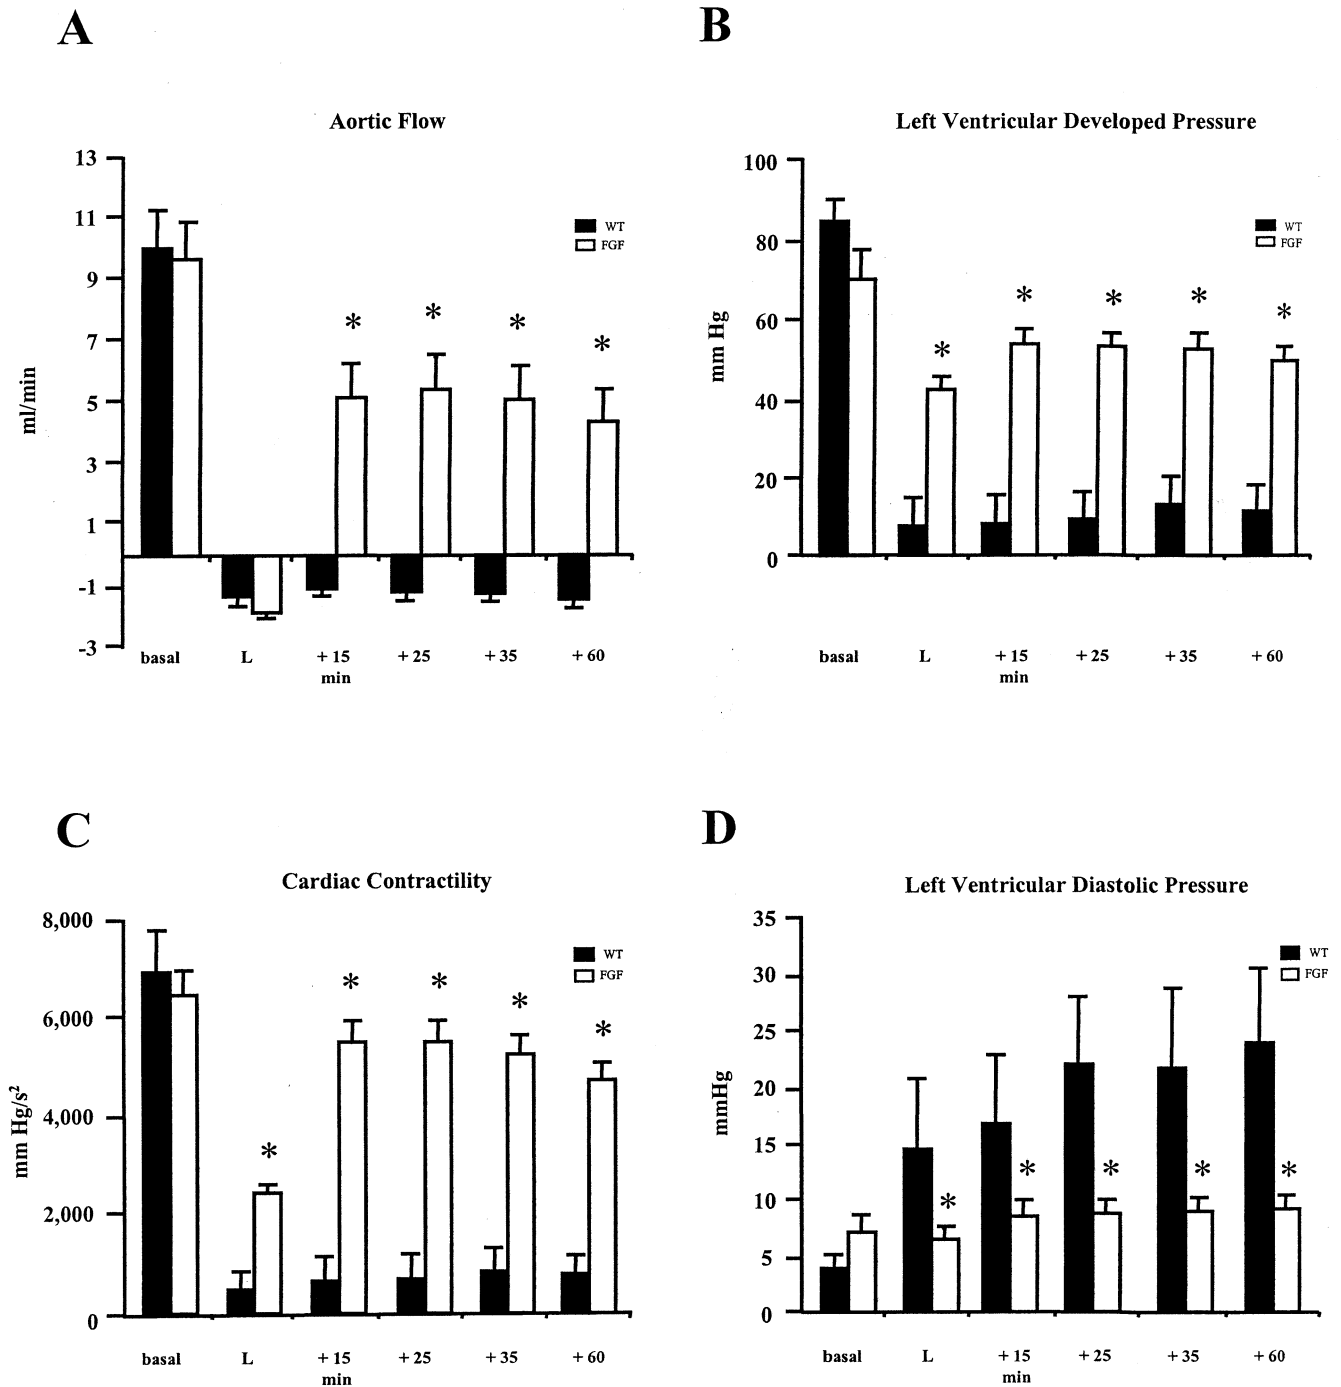 A
Aortic Flow
WT
FGF
ml/min
13
11
9
7
5
3
1
-1
-3
* * * *
basal L + 15 + 25 + 35 + 60
min
B
Left Ventricular Developed Pressure
WT
FGF
mm Hg
100
80
60
40
20
0
* * * * *
basal L + 15 + 25 + 35 + 60
min
C
Cardiac Contractility
WT
FGF
mm Hg/s²
8,000
6,000
4,000
2,000
0
* * * * *
basal L + 15 + 25 + 35 + 60
min
D
Left Ventricular Diastolic Pressure
WT
FGF
mmHg
35
30
25
20
15
10
5
0
* * * * *
basal L + 15 + 25 + 35 + 60
min